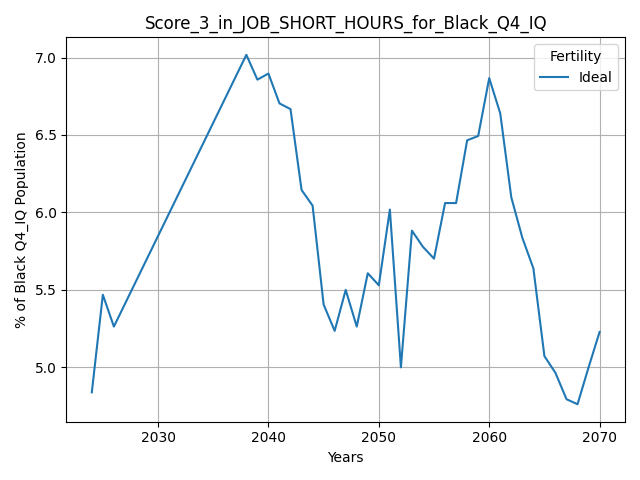 Score_3_in_JOB_SHORT_HOURS_for_Black_Q4_IQ
Fertility
Ideal
7.0
6.5
6.0
5.5
5.0
% of Black Q4_IQ Population
2030 2040 2050 2060 2070
Years